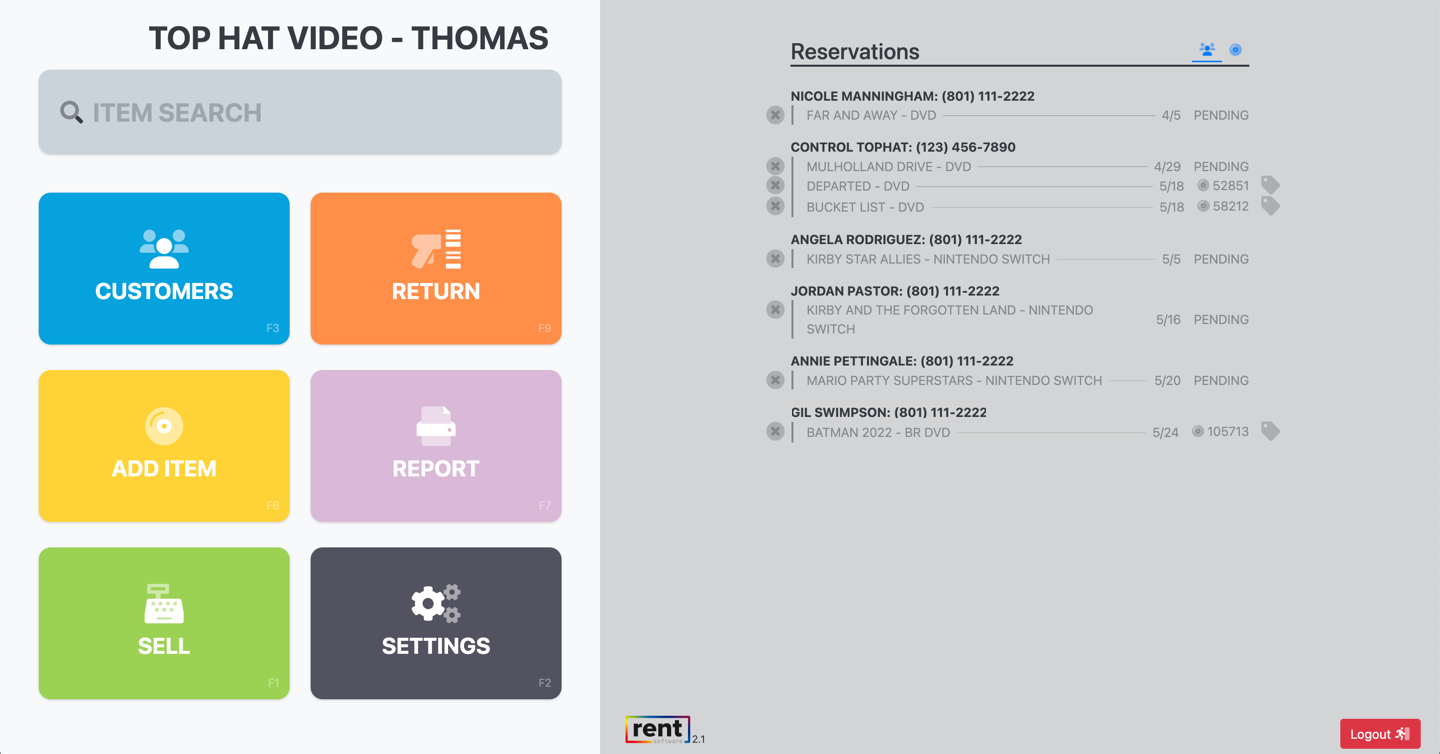 TOP HAT VIDEO - THOMAS
ITEM SEARCH
CUSTOMERS
F3
RETURN
F9
ADD ITEM
F6
REPORT
F7
SELL
F1
SETTINGS
F2
Reservations
NICOLE MANNINGHAM: (801) 111-2222
FAR AND AWAY - DVD 4/5 PENDING
CONTROL TOPHAT: (123) 456-7890
MULHOLLAND DRIVE - DVD 4/29 PENDING
DEPARTED - DVD 5/18 52851
BUCKET LIST - DVD 5/18 58212
ANGELA RODRIGUEZ: (801) 111-2222
KIRBY STAR ALLIES - NINTENDO SWITCH 5/5 PENDING
JORDAN PASTOR: (801) 111-2222
KIRBY AND THE FORGOTTEN LAND - NINTENDO
SWITCH 5/16 PENDING
ANNIE PETTINGALE: (801) 111-2222
MARIO PARTY SUPERSTARS - NINTENDO SWITCH 5/20 PENDING
GIL SWIMPSON: (801) 111-2222
BATMAN 2022 - BR DVD 5/24 105713
rent
software 2.1
Logout